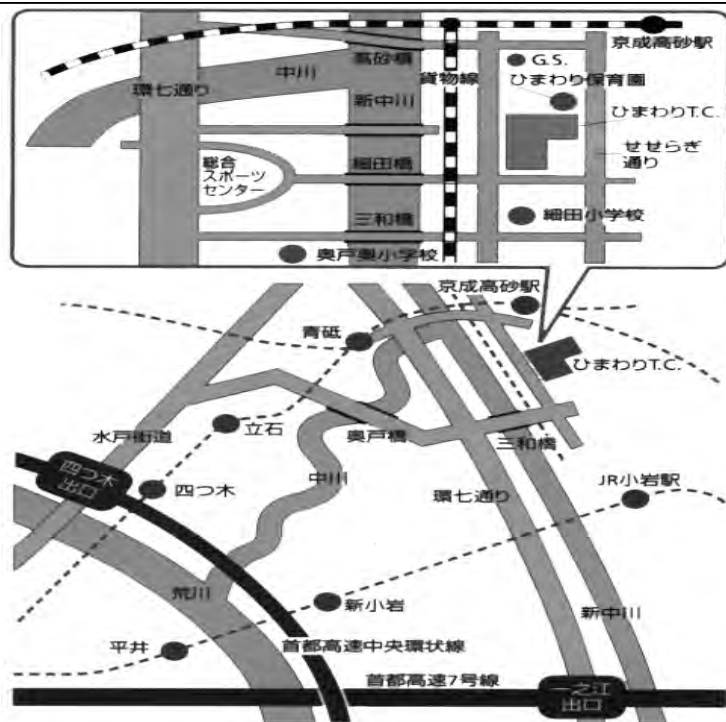 京成高砂駅
高砂橋
G.S.
中川
貨物線
ひまわり保育園
環七通り
新中川
ひまわりT.C.
せせらぎ
通り
総合
スポーツ
センター
細田橋
三和橋
細田小学校
奥戸奥小学校
京成高砂駅
青砥
ひまわりT.C.
水戸街道
立石
奥戸橋
三和橋
四つ木
出口
四つ木
中川
環七通り
JR小岩駅
荒川
新小岩
新中川
平井
首都高速中央環状線
首都高速7号線
一之江
出口